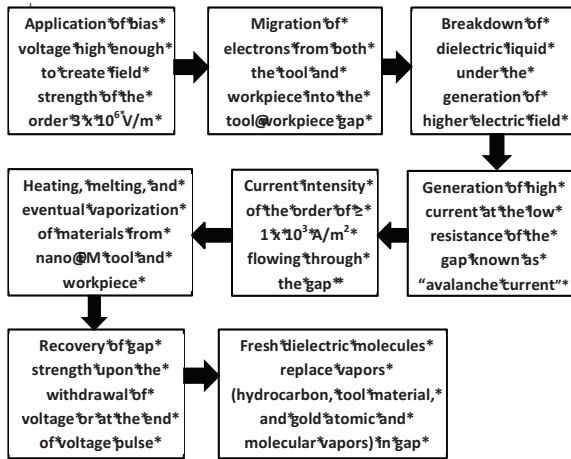 Application*of*bias*
voltage*high*enough*
to*create*field*
strength*of*the*
order*3*x*10⁶*V/m*
Migration*of*
electrons*from*both*
the*tool*and*
workpiece*into*the*
tool@workpiece*gap*
Breakdown*of*
dielectric*liquid*
under*the*
generation*of*
higher*electric*field*
Generation*of*high*
current*at*the*low*
resistance*of*the*
gap*known*as*
“avalanche*current”*
Current*intensity*
of*the*order*of*≥*
1*x*10³*A/m²*
flowing*through*
the*gap**
Heating,*melting,*and*
eventual*vaporization*
of*materials*from*
nano@EM*tool*and*
workpiece*
Recovery*of*gap*
strength*upon*the*
withdrawal*of*
voltage*or*at*the*end*
of*voltage*pulse*
Fresh*dielectric*molecules*
replace*vapors*
(hydrocarbon,*tool*material,*
and*gold*atomic*and*
molecular*vapors)*in*gap*